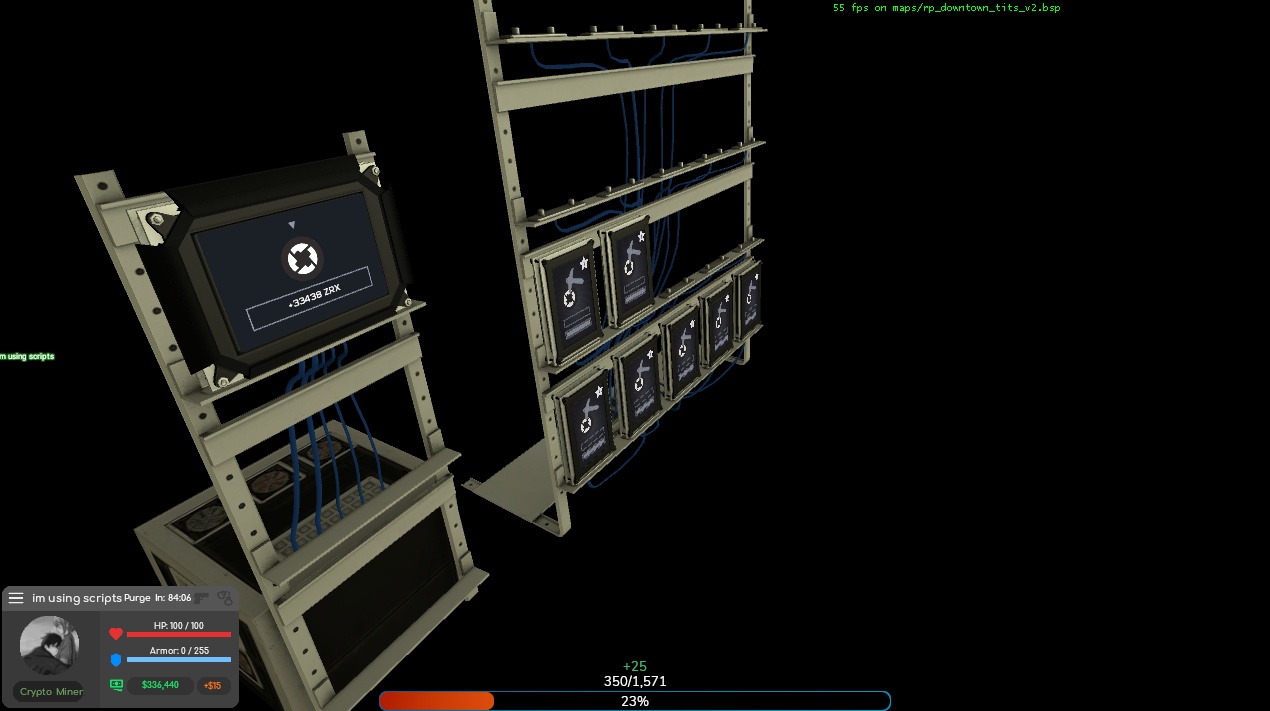 55 fps on maps/rp_downtown_tits_v2.bsp
+33438 ZRX
m using scripts
im using scripts Purge In: 84:06
HP: 100 / 100
Armor: 0 / 255
Crypto Miner
$336,440
+$15
+25
350/1,571
23%